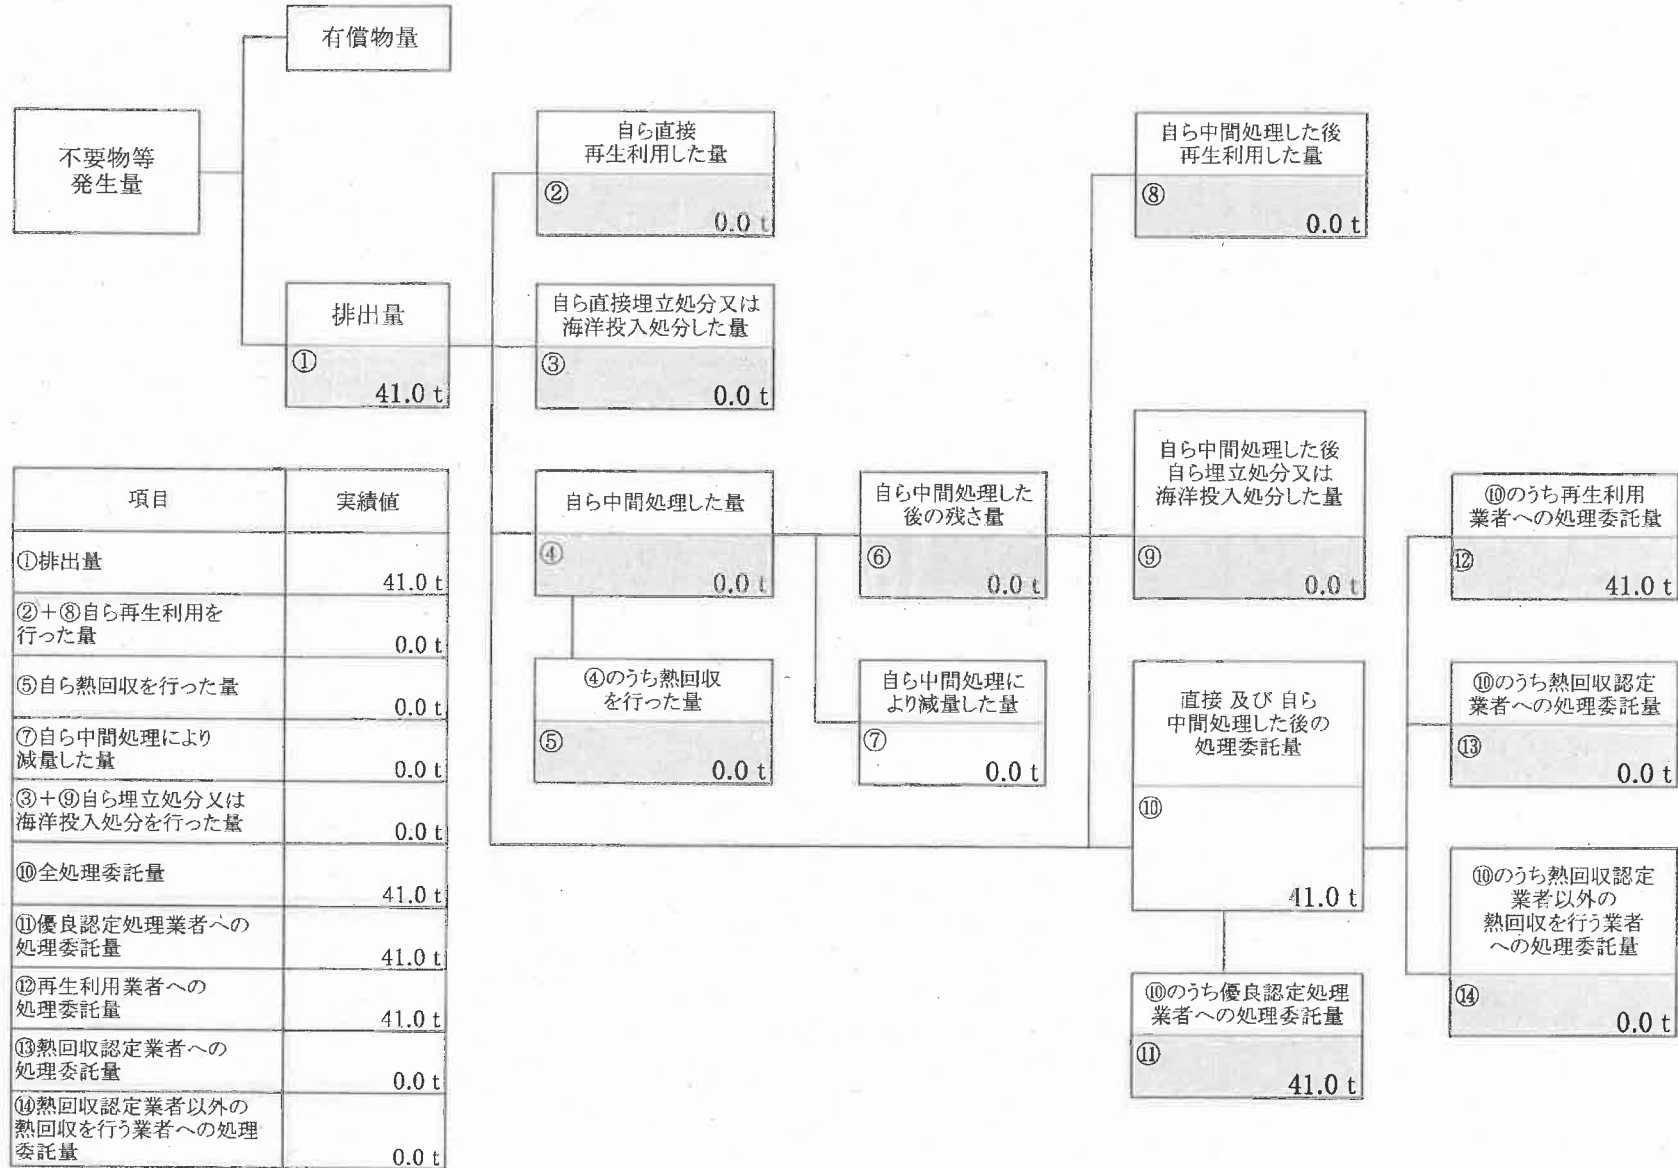 有償物量
不要物等
発生量
排出量
①
41.0 t
自ら直接
再生利用した量
②
0.0 t
自ら直接埋立処分又は
海洋投入処分した量
③
0.0 t
自ら中間処理した量
④
0.0 t
④のうち熱回収
を行った量
⑤
0.0 t
自ら中間処理した
後の残さ量
⑥
0.0 t
自ら中間処理に
より減量した量
⑦
0.0 t
自ら中間処理した後
再生利用した量
⑧
0.0 t
自ら中間処理した後
自ら埋立処分又は
海洋投入処分した量
⑨
0.0 t
直接 及び 自ら
中間処理した後の
処理委託量
⑩
41.0 t
⑩のうち優良認定処理
業者への処理委託量
⑪
41.0 t
⑩のうち再生利用
業者への処理委託量
⑫
41.0 t
⑩のうち熱回収認定
業者への処理委託量
⑬
0.0 t
⑩のうち熱回収認定
業者以外の
熱回収を行う業者
への処理委託量
⑭
0.0 t
項目 実績値
①排出量
41.0 t
②+⑧自ら再生利用を
行った量
0.0 t
⑤自ら熱回収を行った量
0.0 t
⑦自ら中間処理により
減量した量
0.0 t
③+⑨自ら埋立処分又は
海洋投入処分を行った量
0.0 t
⑩全処理委託量
41.0 t
⑪優良認定処理業者への
処理委託量
41.0 t
⑫再生利用業者への
処理委託量
41.0 t
⑬熱回収認定業者への
処理委託量
0.0 t
⑭熱回収認定業者以外の
熱回収を行う業者への処理
委託量
0.0 t